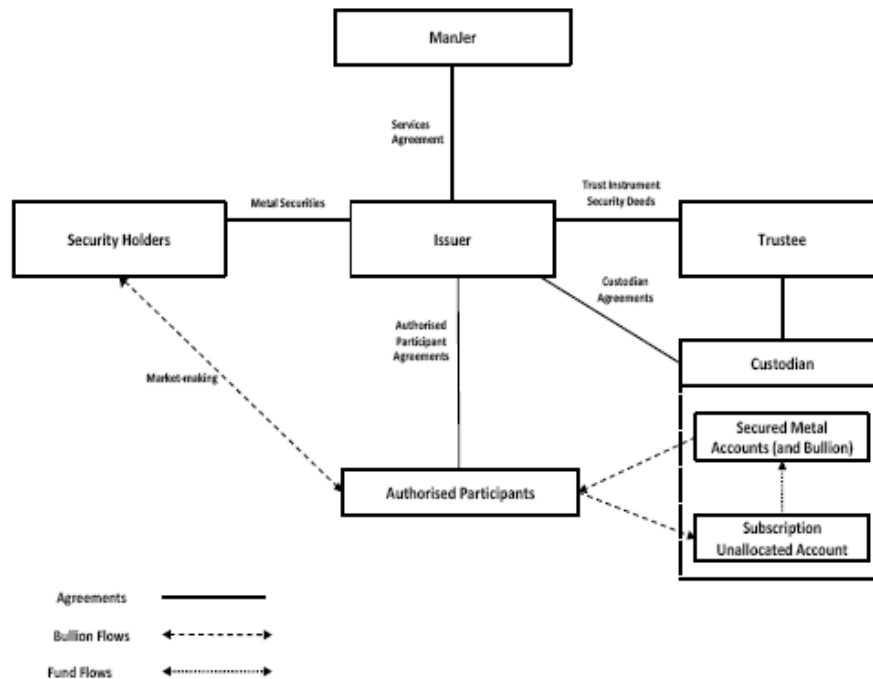 ManJer
Services
Agreement
Metal Securities
Trust Instrument
Security Deeds
Security Holders
Issuer
Trustee
Custodian
Agreements
Authorised
Participant
Agreements
Custodian
Market-making
Secured Metal
Accounts (and Bullion)
Authorised Participants
Subscription
Unallocated Account
Agreements
Bullion Flows
Fund Flows